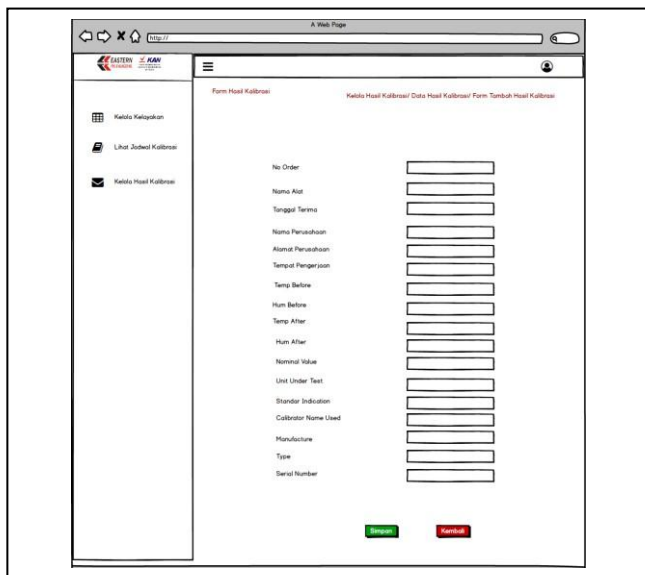 A Web Page
http://
EASTERN KAN
Form Hasil Kalibrasi
Kelola Hasil Kalibrasi/ Data Hasil Kalibrasi/ Form Tambah Hasil Kalibrasi
Kelola Kelayakan
Lihat Jadwal Kalibrasi
Kelola Hasil Kalibrasi
No Order
Nama Alat
Tanggal Terima
Nama Perusahaan
Alamat Perusahaan
Tempat Pengerjaan
Temp Before
Hum Before
Temp After
Hum After
Nominal Value
Unit Under Test
Standar Indication
Calibrator Name Used
Manufacture
Type
Serial Number
Simpan Kembali